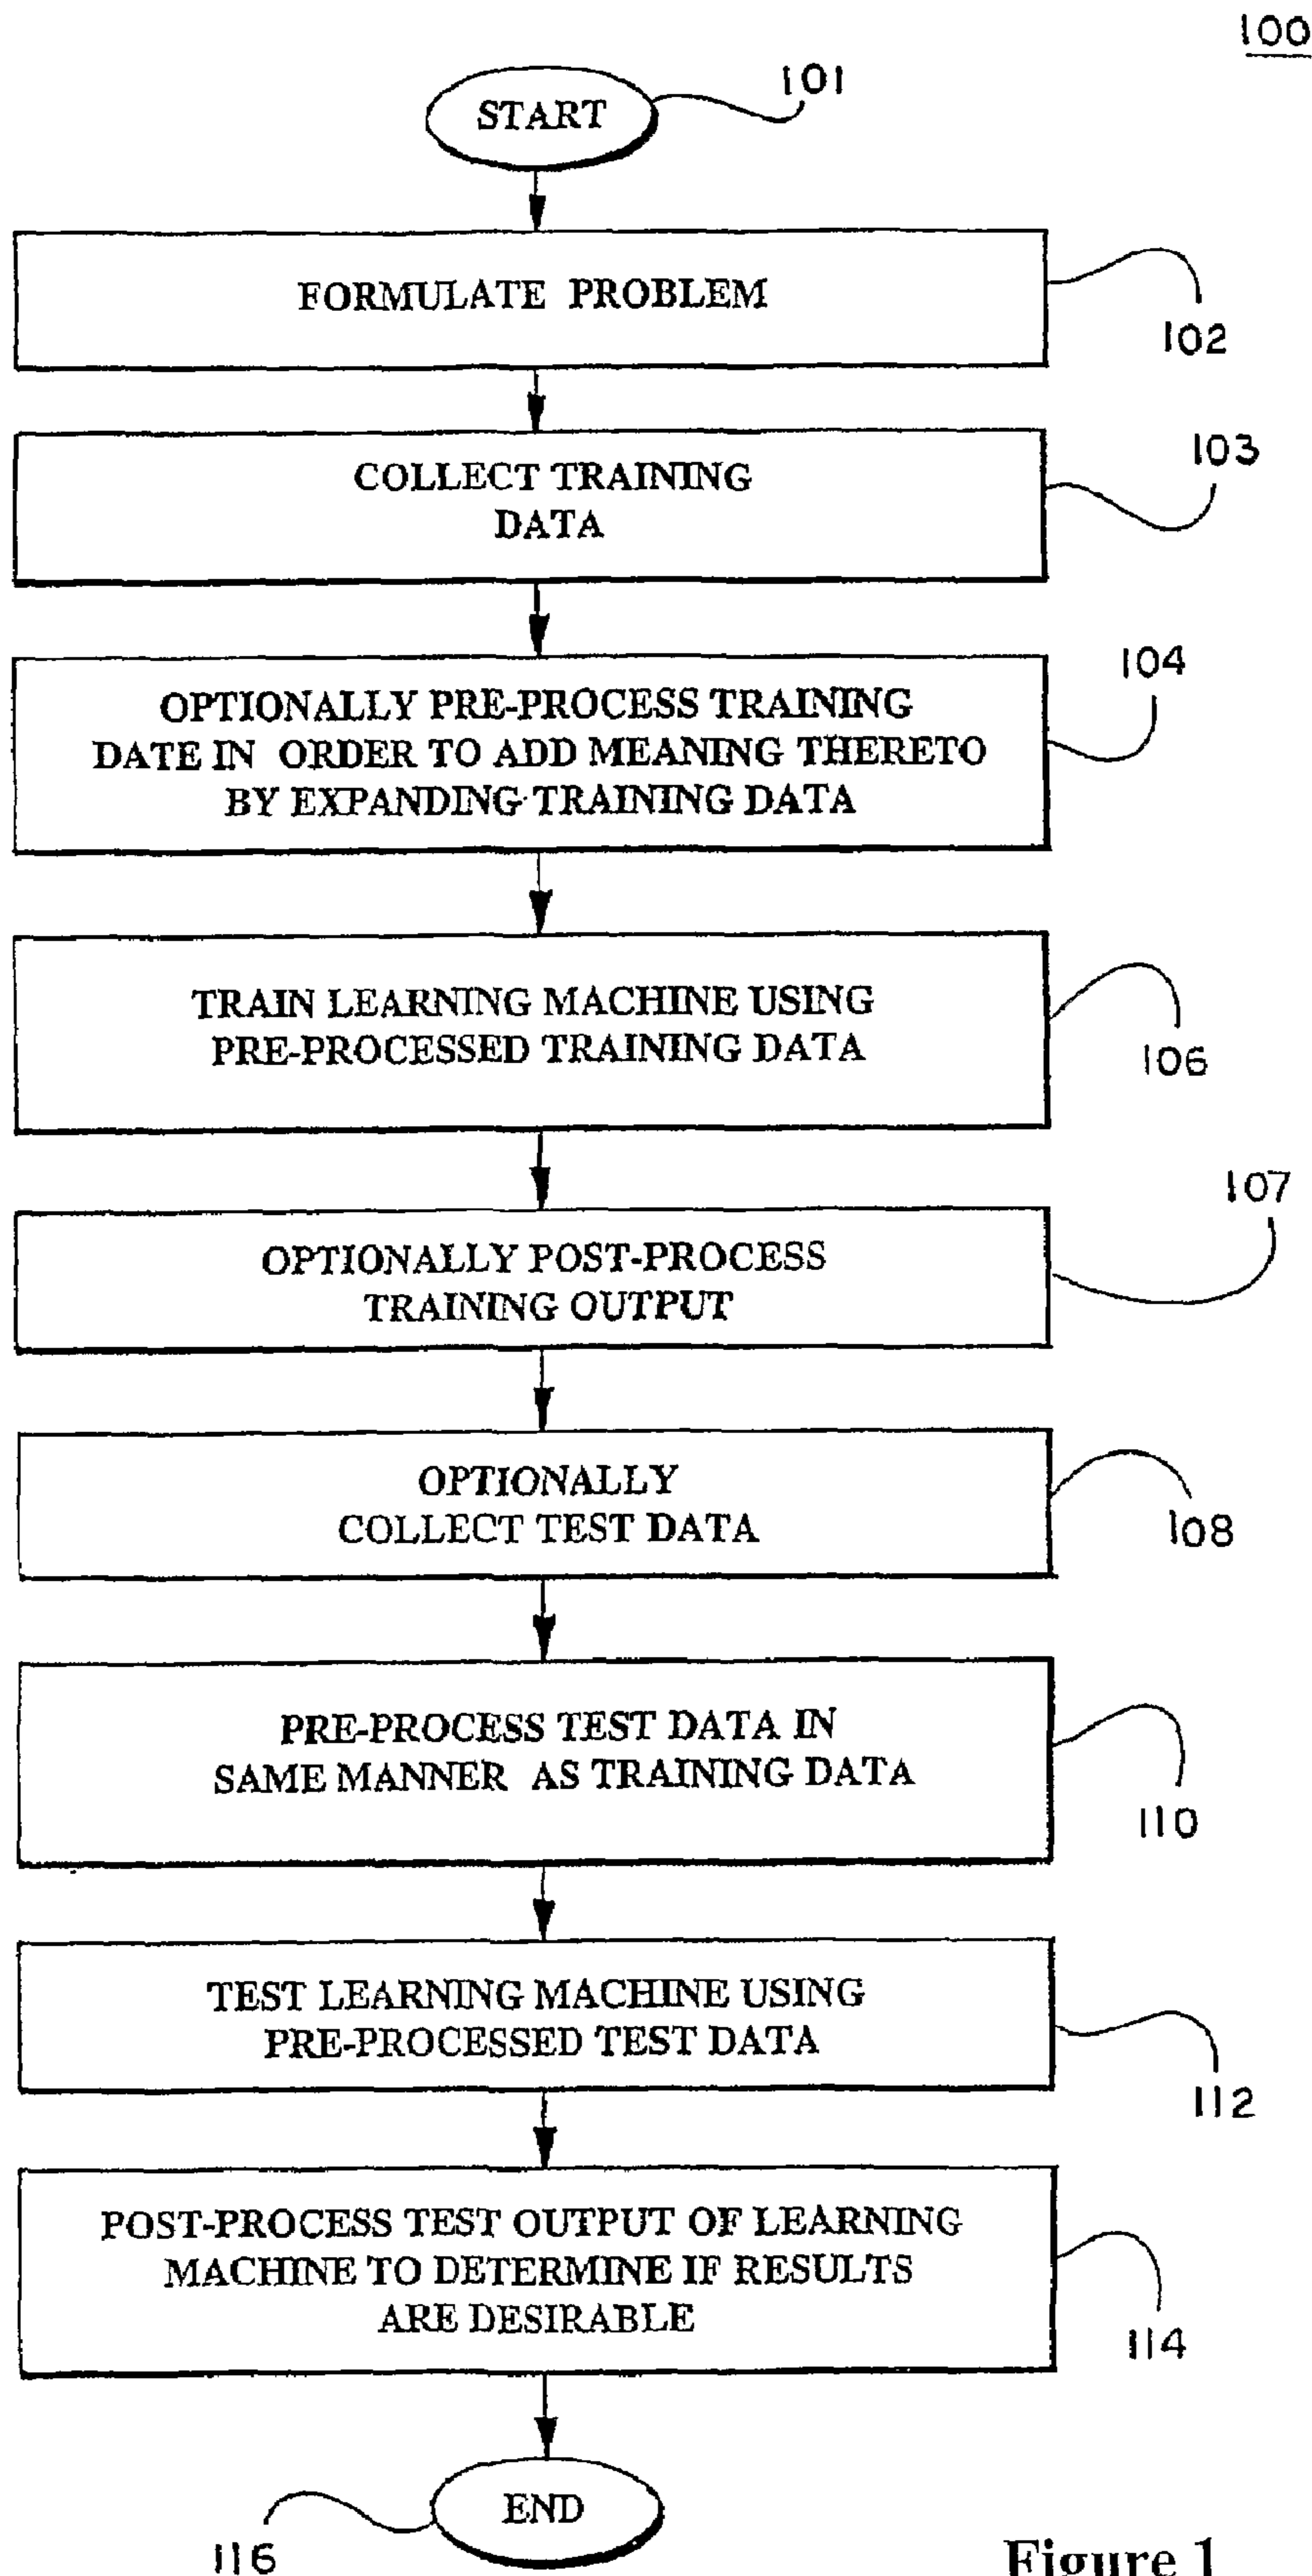 100
START
101
FORMULATE PROBLEM
102
COLLECT TRAINING
DATA
103
OPTIONALLY PRE-PROCESS TRAINING
DATE IN ORDER TO ADD MEANING THERETO
BY EXPANDING TRAINING DATA
104
TRAIN LEARNING MACHINE USING
PRE-PROCESSED TRAINING DATA
106
OPTIONALLY POST-PROCESS
TRAINING OUTPUT
107
OPTIONALLY
COLLECT TEST DATA
108
PRE-PROCESS TEST DATA IN
SAME MANNER AS TRAINING DATA
110
TEST LEARNING MACHINE USING
PRE-PROCESSED TEST DATA
112
POST-PROCESS TEST OUTPUT OF LEARNING
MACHINE TO DETERMINE IF RESULTS
ARE DESIRABLE
114
END
116
Figure 1